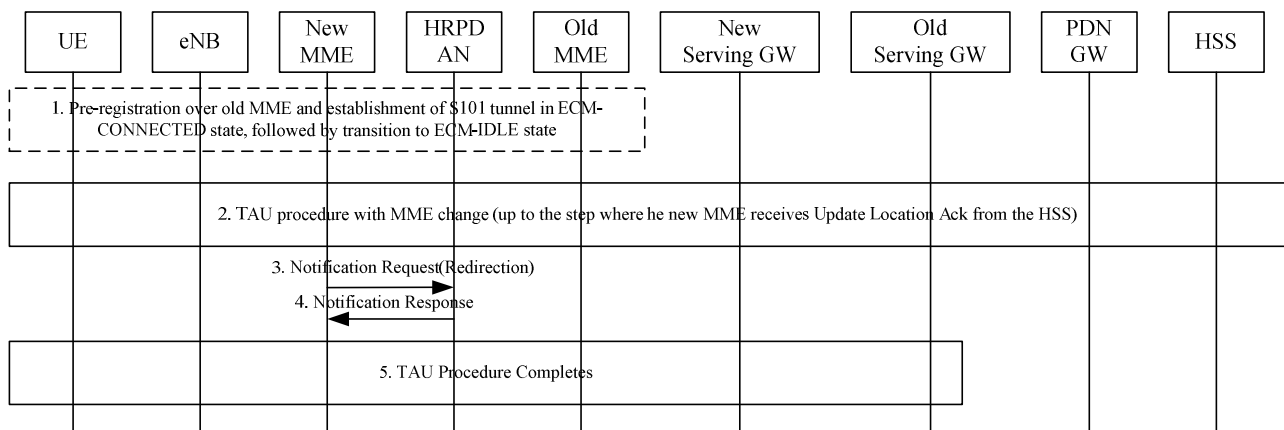 UE
eNB
New
MME
HRPD
AN
Old
MME
New
Serving GW
Old
Serving GW
PDN
GW
HSS
1. Pre-registration over old MME and establishment of S101 tunnel in ECM-
CONNECTED state, followed by transition to ECM-IDLE state
2. TAU procedure with MME change (up to the step where he new MME receives Update Location Ack from the HSS)
3. Notification Request(Redirection)
4. Notification Response
5. TAU Procedure Completes